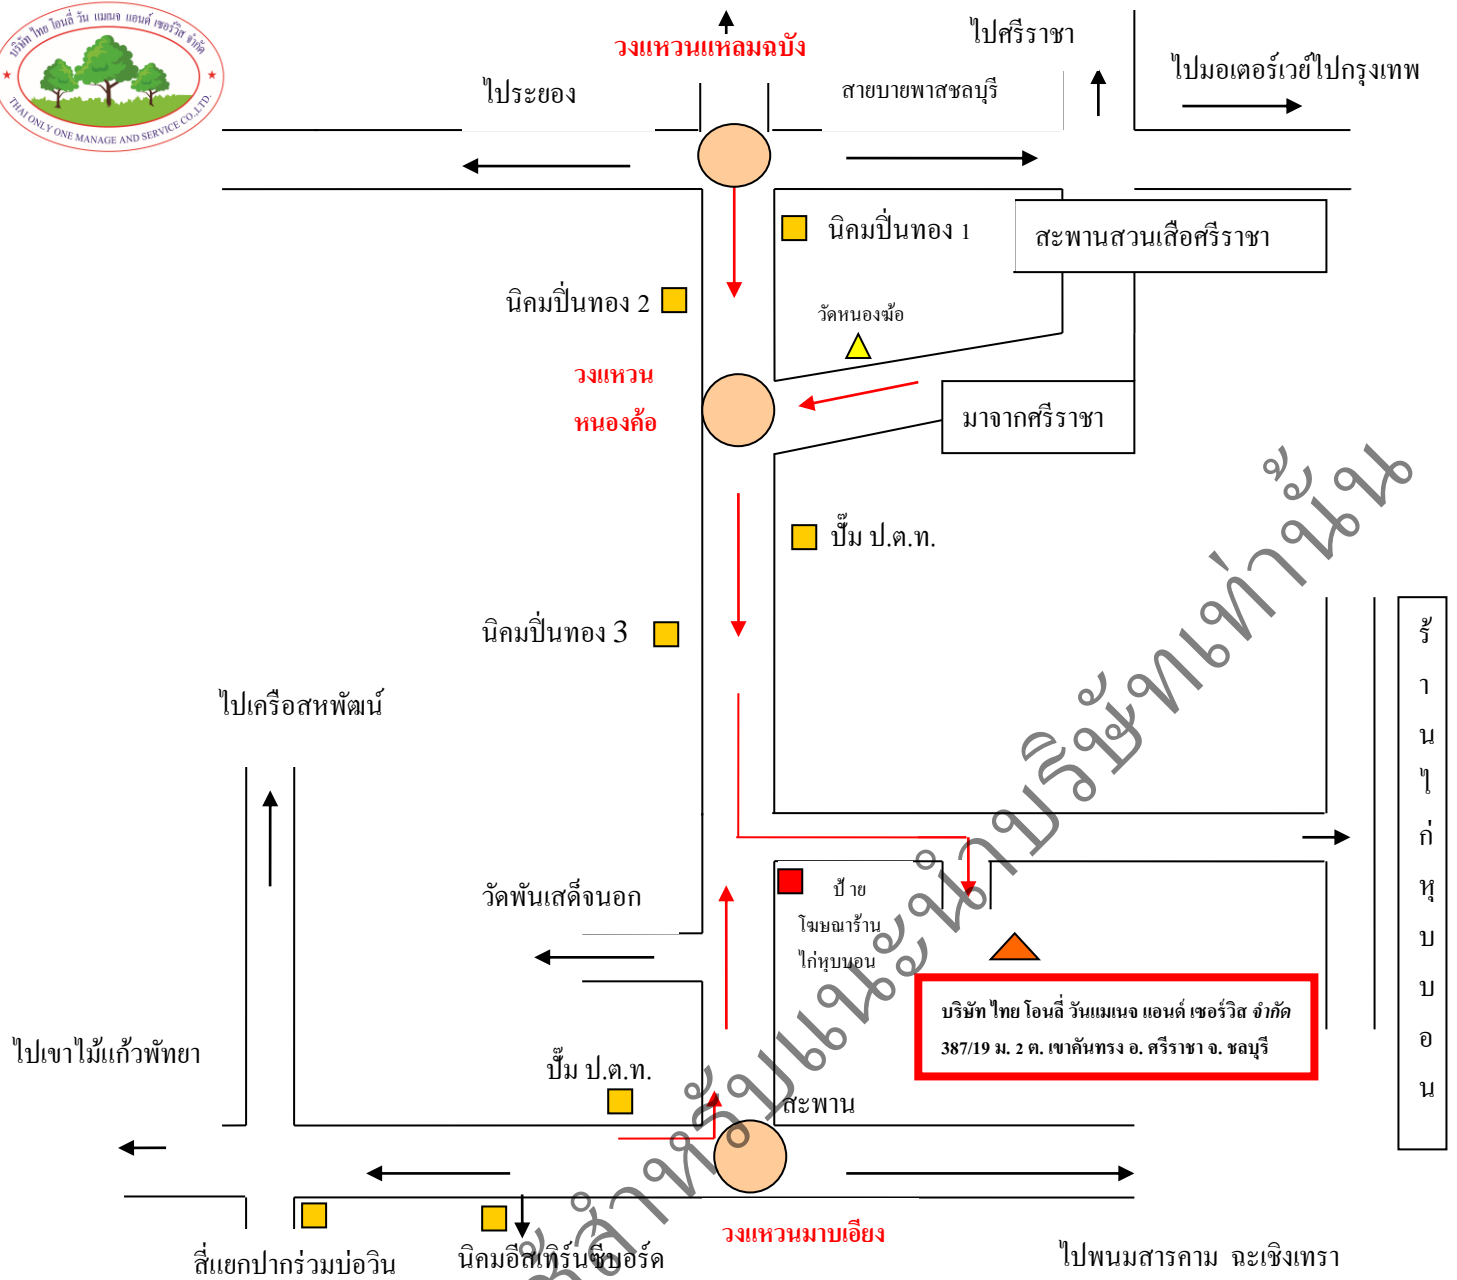 บริษัท ไทย โอนลี่ วัน แมเนจ แอนด์ เซอร์วิส จำกัด
THAI ONLY ONE MANAGE AND SERVICE CO.,LTD.
วงแหวนแหลมฉบัง
ไปศรีราชา
ไปมอเตอร์เวย์ไปกรุงเทพ
ไประยอง
สายบายพาสชลบุรี
นิคมปิ่นทอง 1
สะพานสวนเสือศรีราชา
นิคมปิ่นทอง 2
วัดหนองฆ้อ
วงแหวน
หนองค้อ
มาจากศรีราชา
ปั๊ม ป.ต.ท.
นิคมปิ่นทอง 3
ร้านไก่หุบบอน
ไปเครือสหพัฒน์
วัดพันเสด็จนอก
ป้าย
โฆษณาร้าน
ไก่หุบบอน
บริษัท ไทย โอนลี่ วันแมเนจ แอนด์ เซอร์วิส จำกัด
387/19 ม. 2 ต. เขาคันทรง อ. ศรีราชา จ. ชลบุรี
ไปเขาไม้แก้วพัทยา
ปั๊ม ป.ต.ท.
สะพาน
วงแหวนมาบเอียง
สี่แยกปากร่วมบ่อวิน
นิคมอีสเทิร์นซีบอร์ด
ไปพนมสารคาม ฉะเชิงเทรา
สำหรับแนะนำบริษัทเท่านั้น